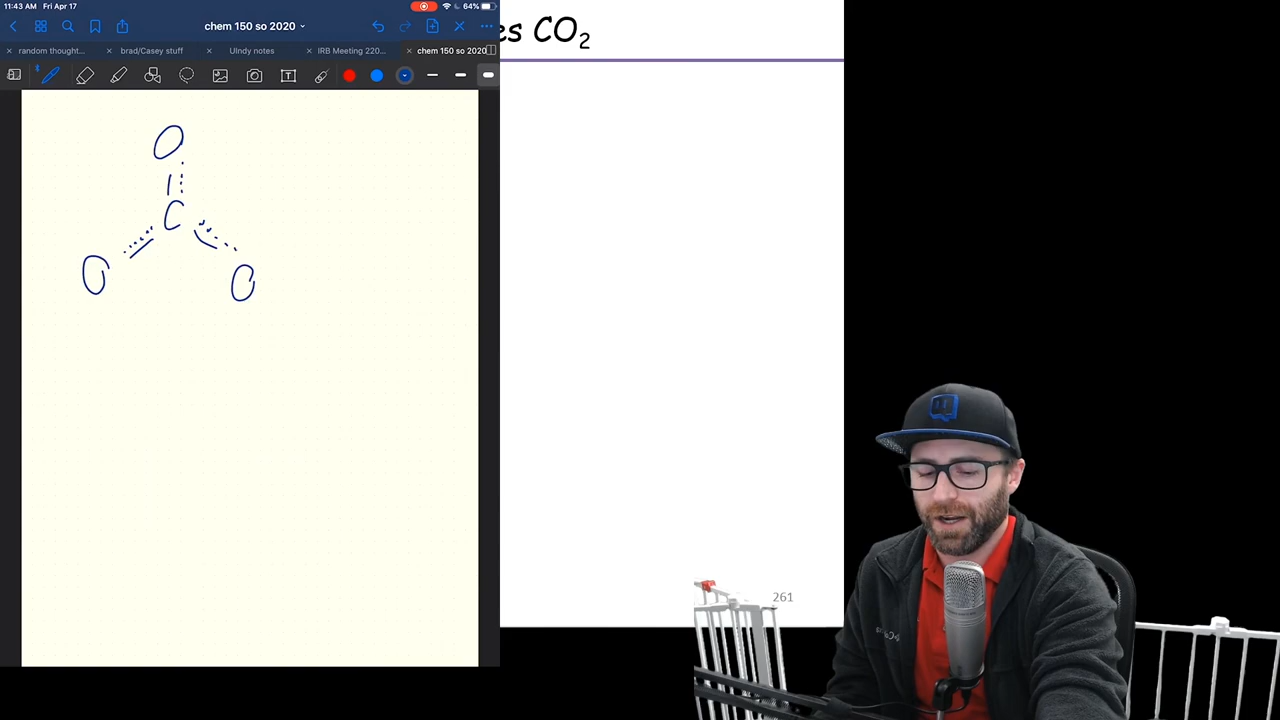 11:43 AM Fri Apr 17
64%
chem 150 so 2020
random thought...
brad/Casey stuff
UIndy notes
IRB Meeting 220...
chem 150 so 2020
T
es CO₂
O
C
O
O
261